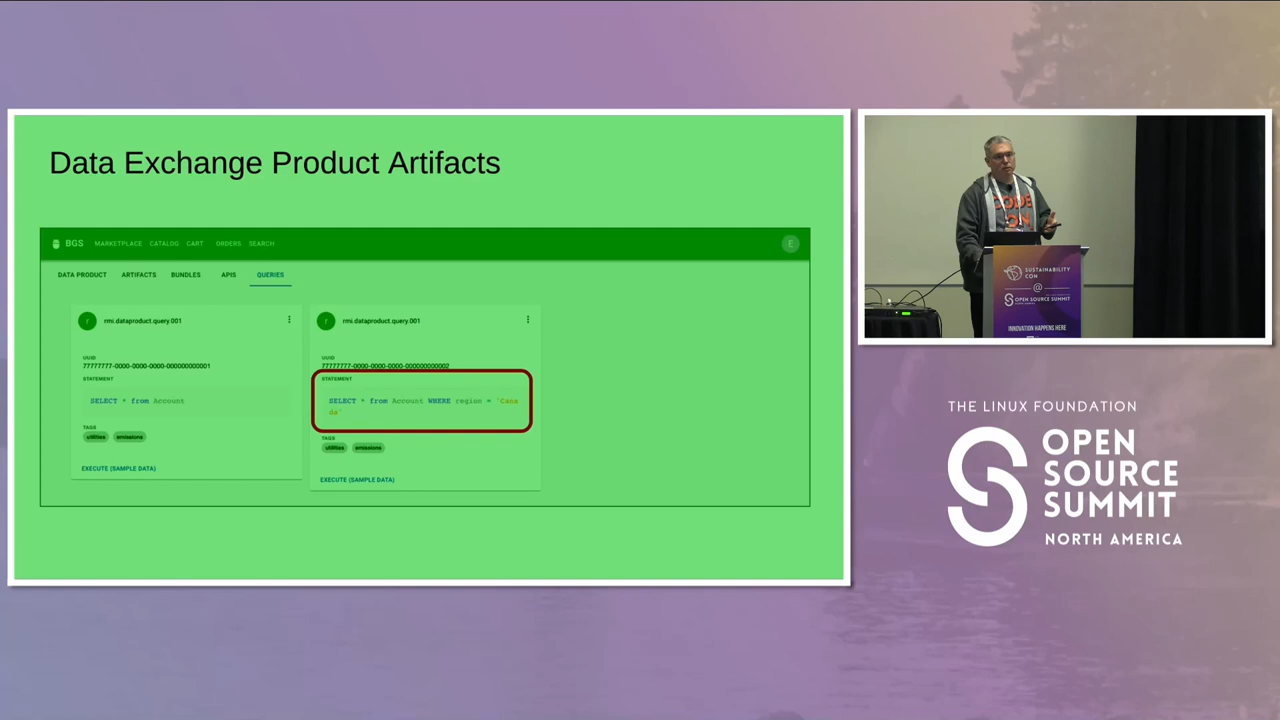 Data Exchange Product Artifacts
BGS MARKETPLACE CATALOG CART ORDERS SEARCH E
DATA PRODUCT ARTIFACTS BUNDLES APIS QUERIES
r rmi.dataproduct.query.001
UUID
77777777-0000-0000-0000-000000000001
STATEMENT
SELECT * from Account
TAGS
utilities emissions
EXECUTE (SAMPLE DATA)
r rmi.dataproduct.query.001
UUID
77777777-0000-0000-0000-000000000002
STATEMENT
SELECT * from Account WHERE region = 'Cana
da'
TAGS
utilities emissions
EXECUTE (SAMPLE DATA)
CODE
ON
SUSTAINABILITY
CON
@
OPEN SOURCE SUMMIT
INNOVATION HAPPENS HERE
THE LINUX FOUNDATION
OPEN
SOURCE
SUMMIT
NORTH AMERICA